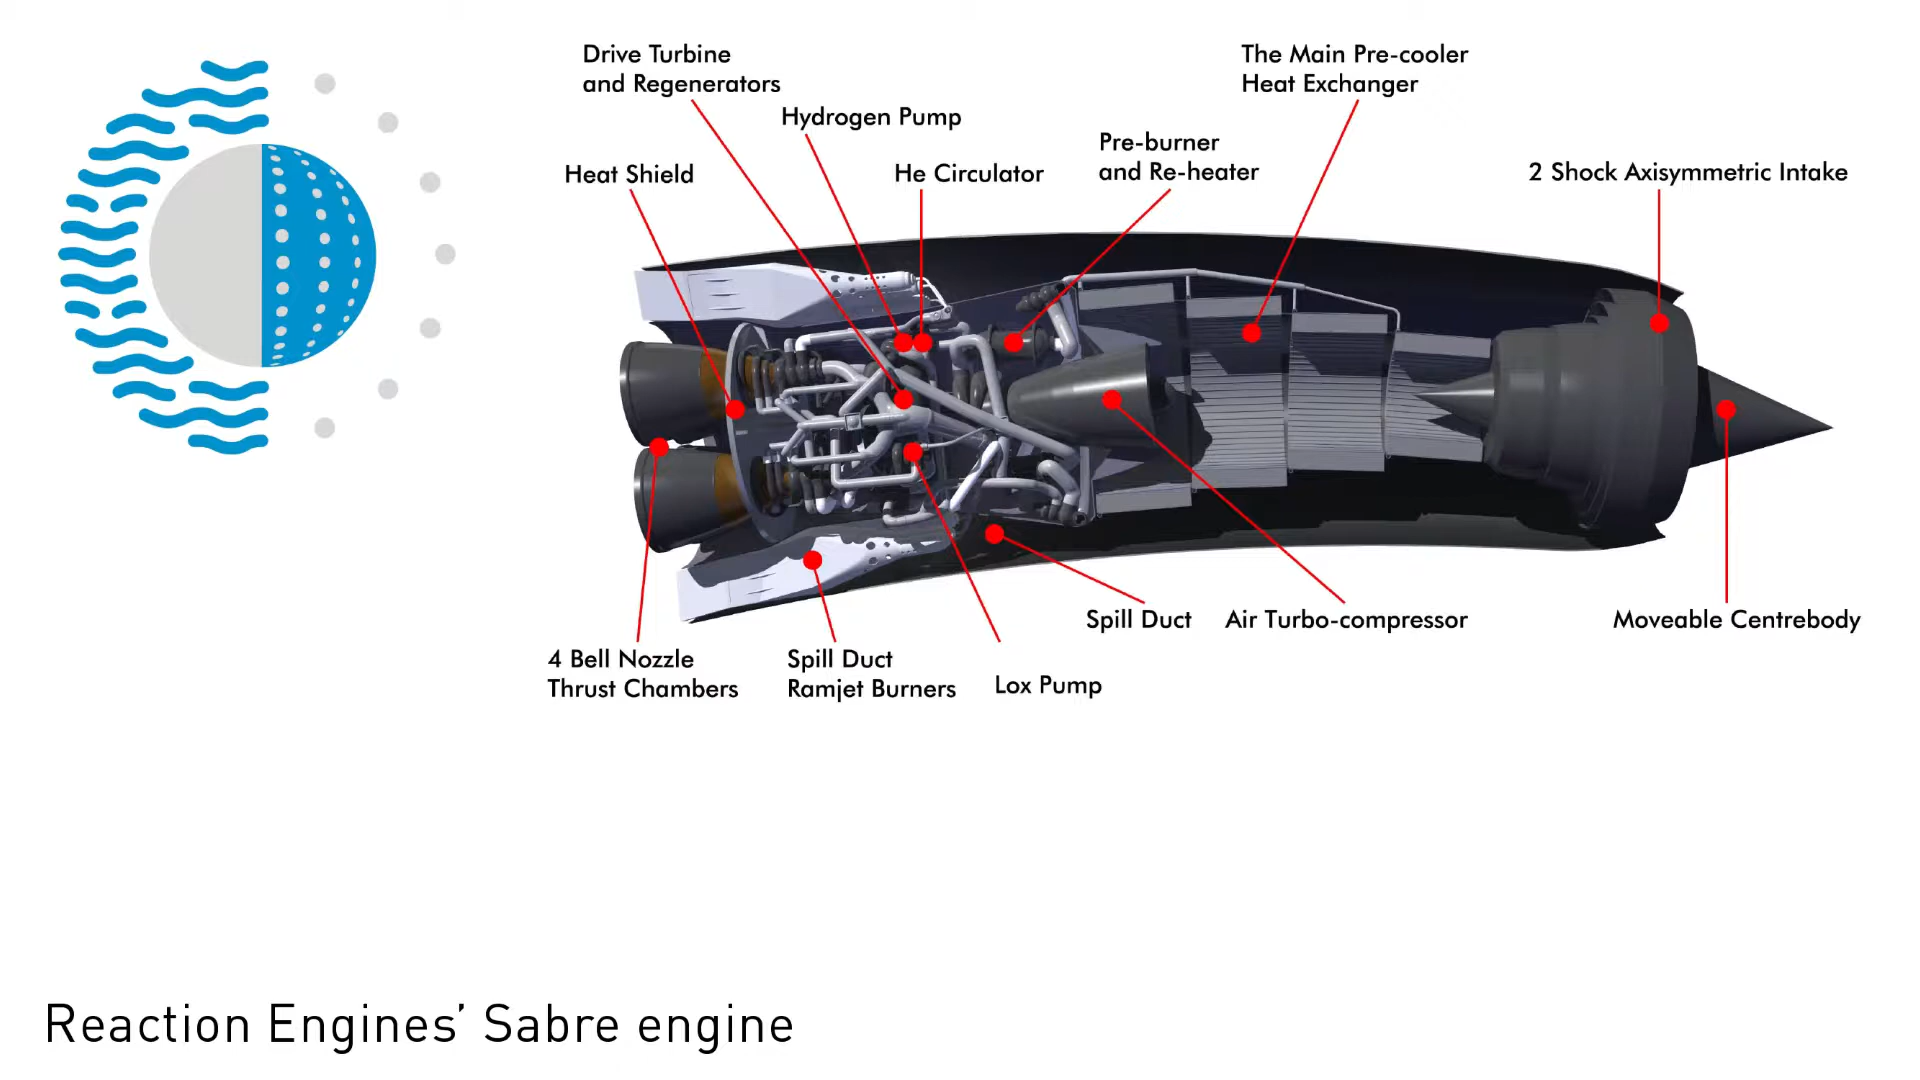 Drive Turbine
and Regenerators
The Main Pre-cooler
Heat Exchanger
Hydrogen Pump
Pre-burner
and Re-heater
Heat Shield
He Circulator
2 Shock Axisymmetric Intake
Spill Duct
Air Turbo-compressor
Moveable Centrebody
4 Bell Nozzle
Thrust Chambers
Spill Duct
Ramjet Burners
Lox Pump
Reaction Engines’ Sabre engine